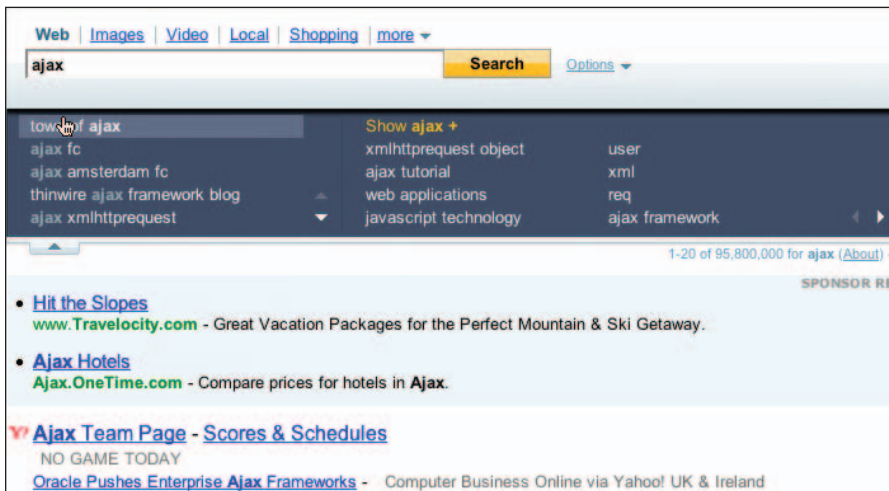 Web | Images | Video | Local | Shopping | more
ajax Search Options
town of ajax
ajax fc
ajax amsterdam fc
thinwire ajax framework blog
ajax xmlhttprequest
Show ajax +
xmlhttprequest object
ajax tutorial
web applications
javascript technology
user
xml
req
ajax framework
1-20 of 95,800,000 for ajax (About) -
SPONSOR RE
• Hit the Slopes
www.Travelocity.com - Great Vacation Packages for the Perfect Mountain & Ski Getaway.
• Ajax Hotels
Ajax.OneTime.com - Compare prices for hotels in Ajax.
Y! Ajax Team Page - Scores & Schedules
NO GAME TODAY
Oracle Pushes Enterprise Ajax Frameworks - Computer Business Online via Yahoo! UK & Ireland